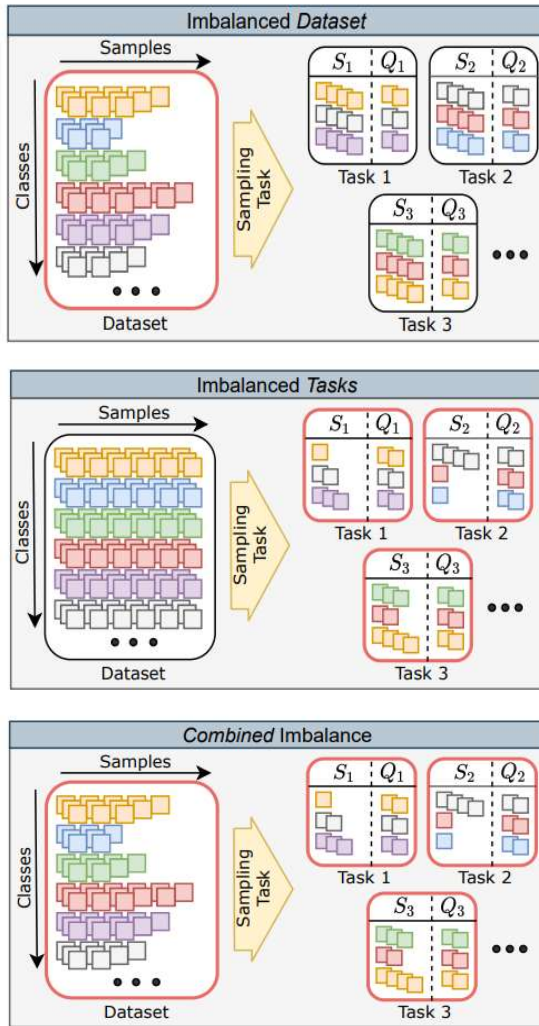 Imbalanced Dataset
Samples
Classes
Dataset
Sampling
Task
S1 Q1
Task 1
S2 Q2
Task 2
S3 Q3
Task 3
Imbalanced Tasks
Samples
Classes
Dataset
Sampling
Task
S1 Q1
Task 1
S2 Q2
Task 2
S3 Q3
Task 3
Combined Imbalance
Samples
Classes
Dataset
Sampling
Task
S1 Q1
Task 1
S2 Q2
Task 2
S3 Q3
Task 3